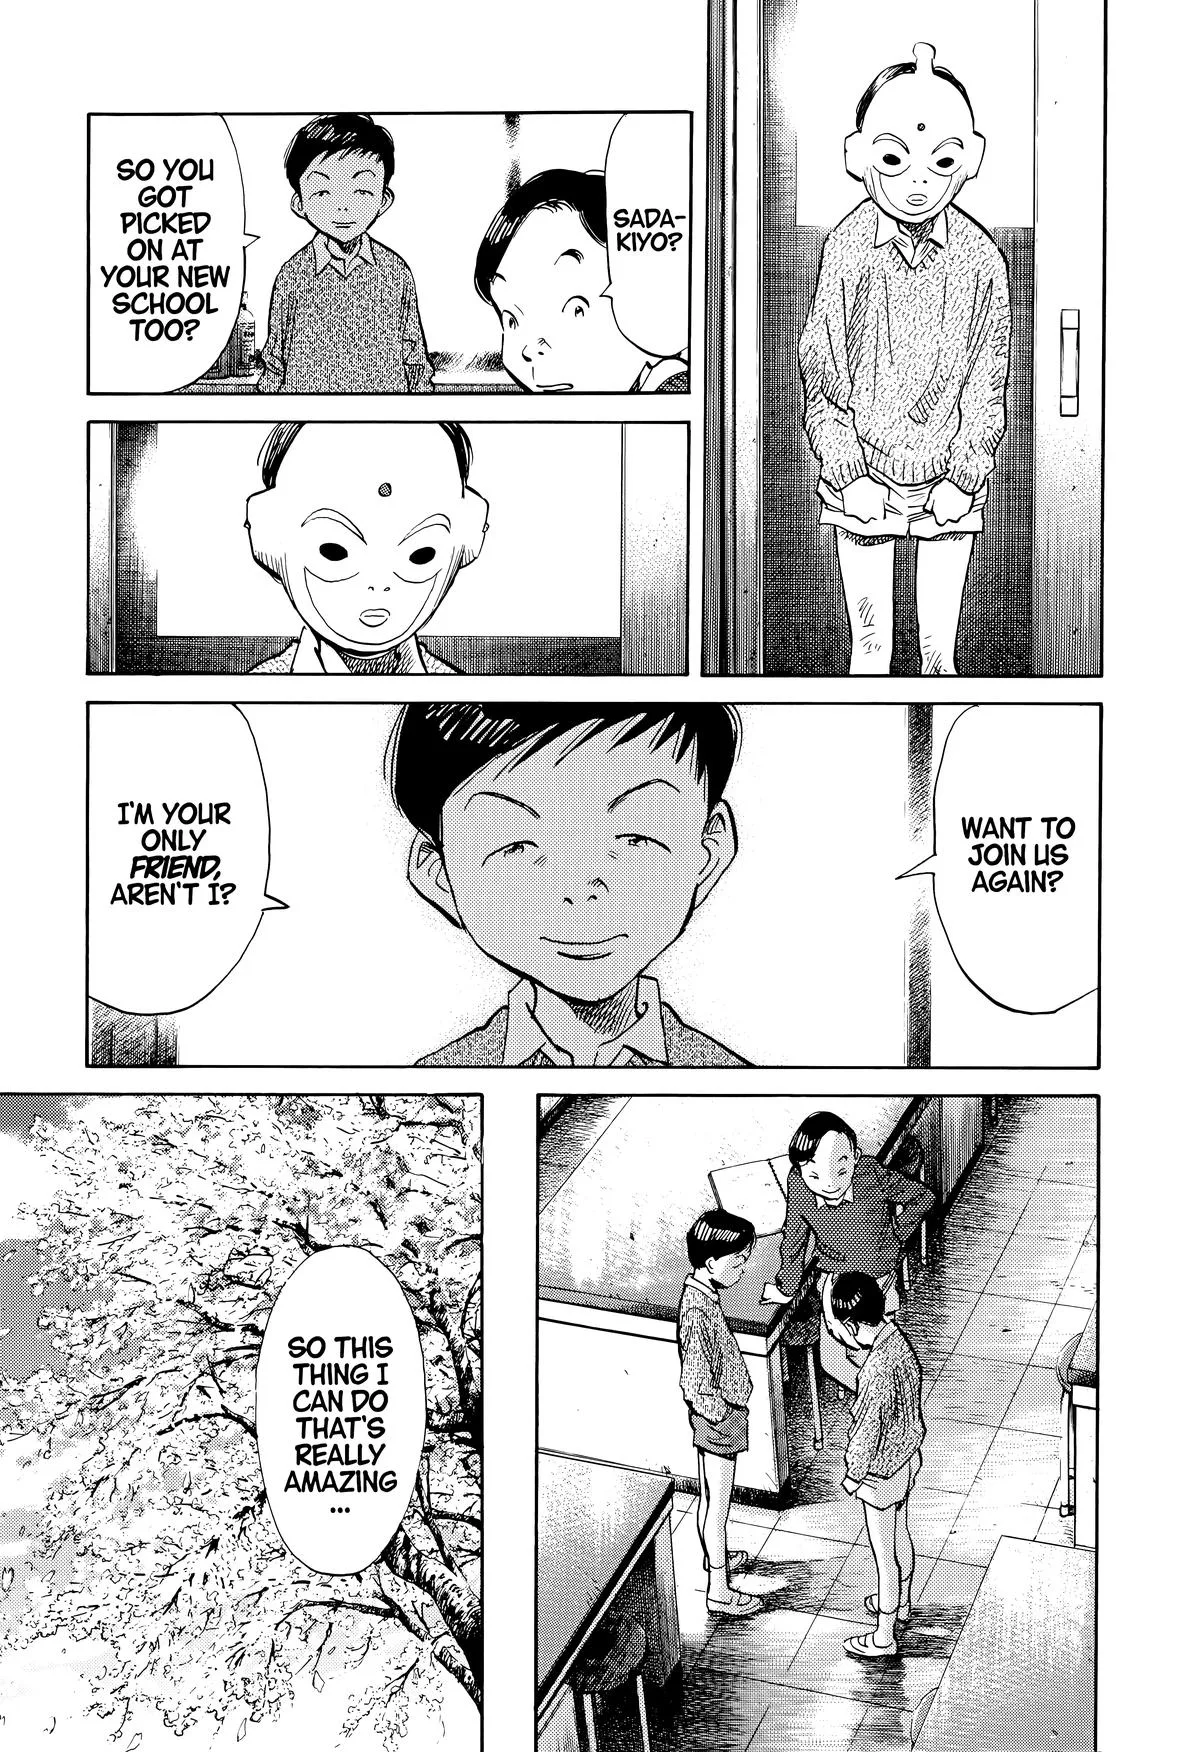 SADA-
KIYO?
SO YOU
GOT
PICKED
ON AT
YOUR NEW
SCHOOL
TOO?
WANT TO
JOIN US
AGAIN?
I'M YOUR
ONLY
FRIEND,
AREN'T I?
SO THIS
THING I
CAN DO
THAT'S
REALLY
AMAZING
...